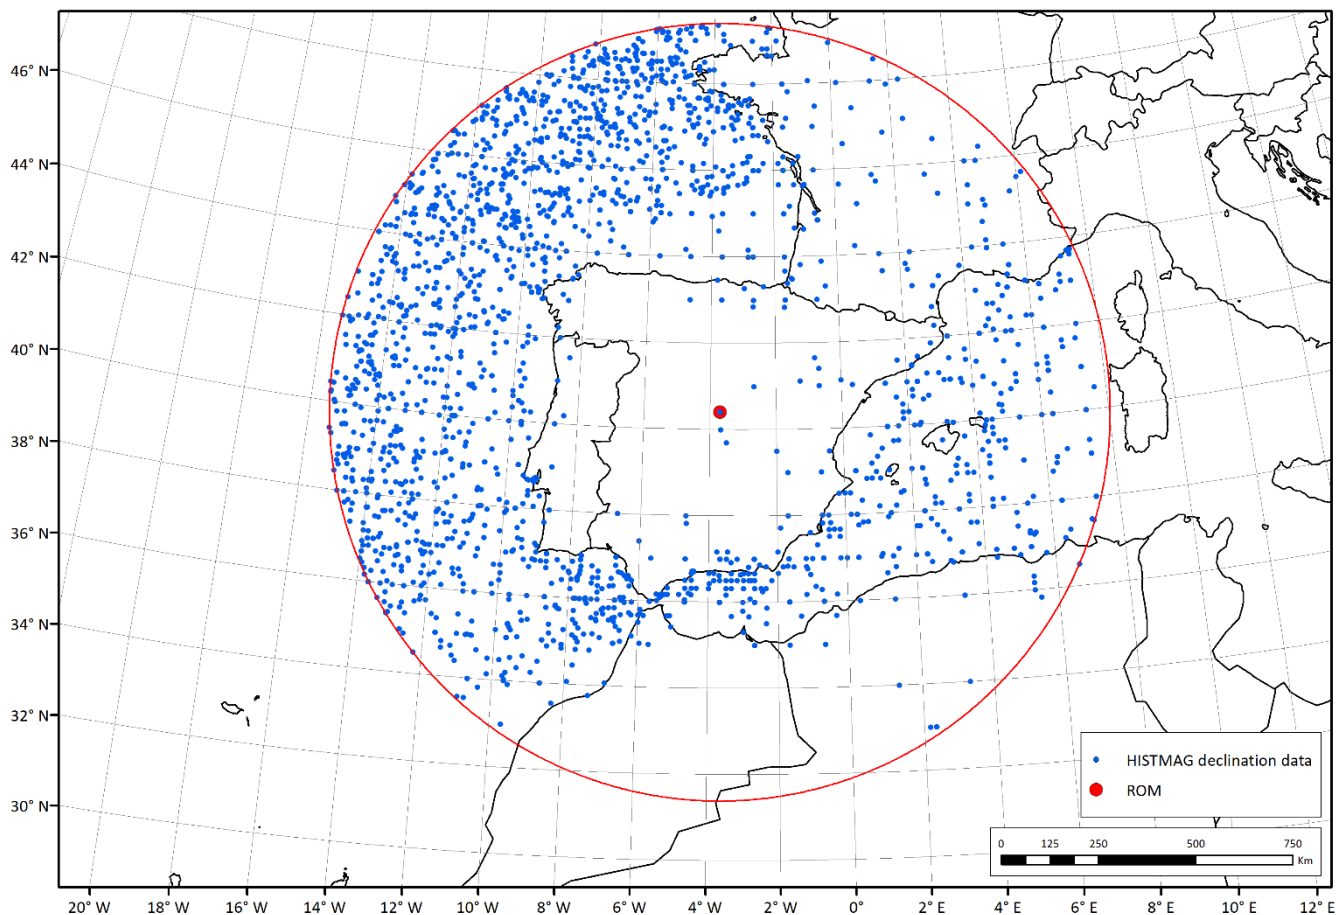 46° N
44° N
42° N
40° N
38° N
36° N
34° N
32° N
30° N
HISTMAG declination data
ROM
0 125 250 500 750
Km
20° W 18° W 16° W 14° W 12° W 10° W 8° W 6° W 4° W 2° W 0° 2° E 4° E 6° E 8° E 10° E 12° E